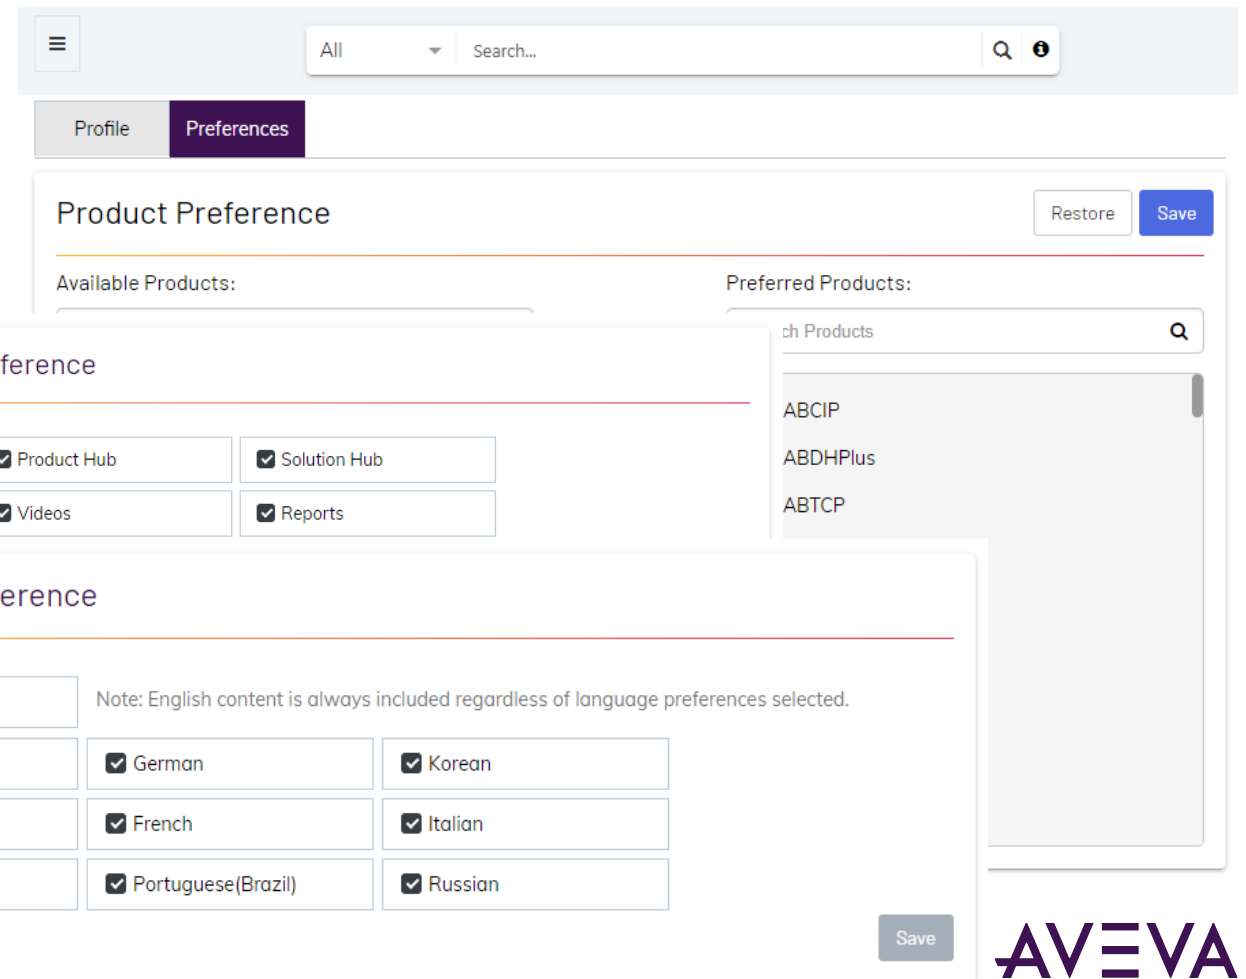 All Search...
Profile Preferences
Product Preference Restore Save
Available Products: Preferred Products:
ch Products
ference
ABCIP
Product Hub Solution Hub
ABDHPlus
Videos Reports
ABTCP
erence
Note: English content is always included regardless of language preferences selected.
German Korean
French Italian
Portuguese(Brazil) Russian
Save
AVEVA